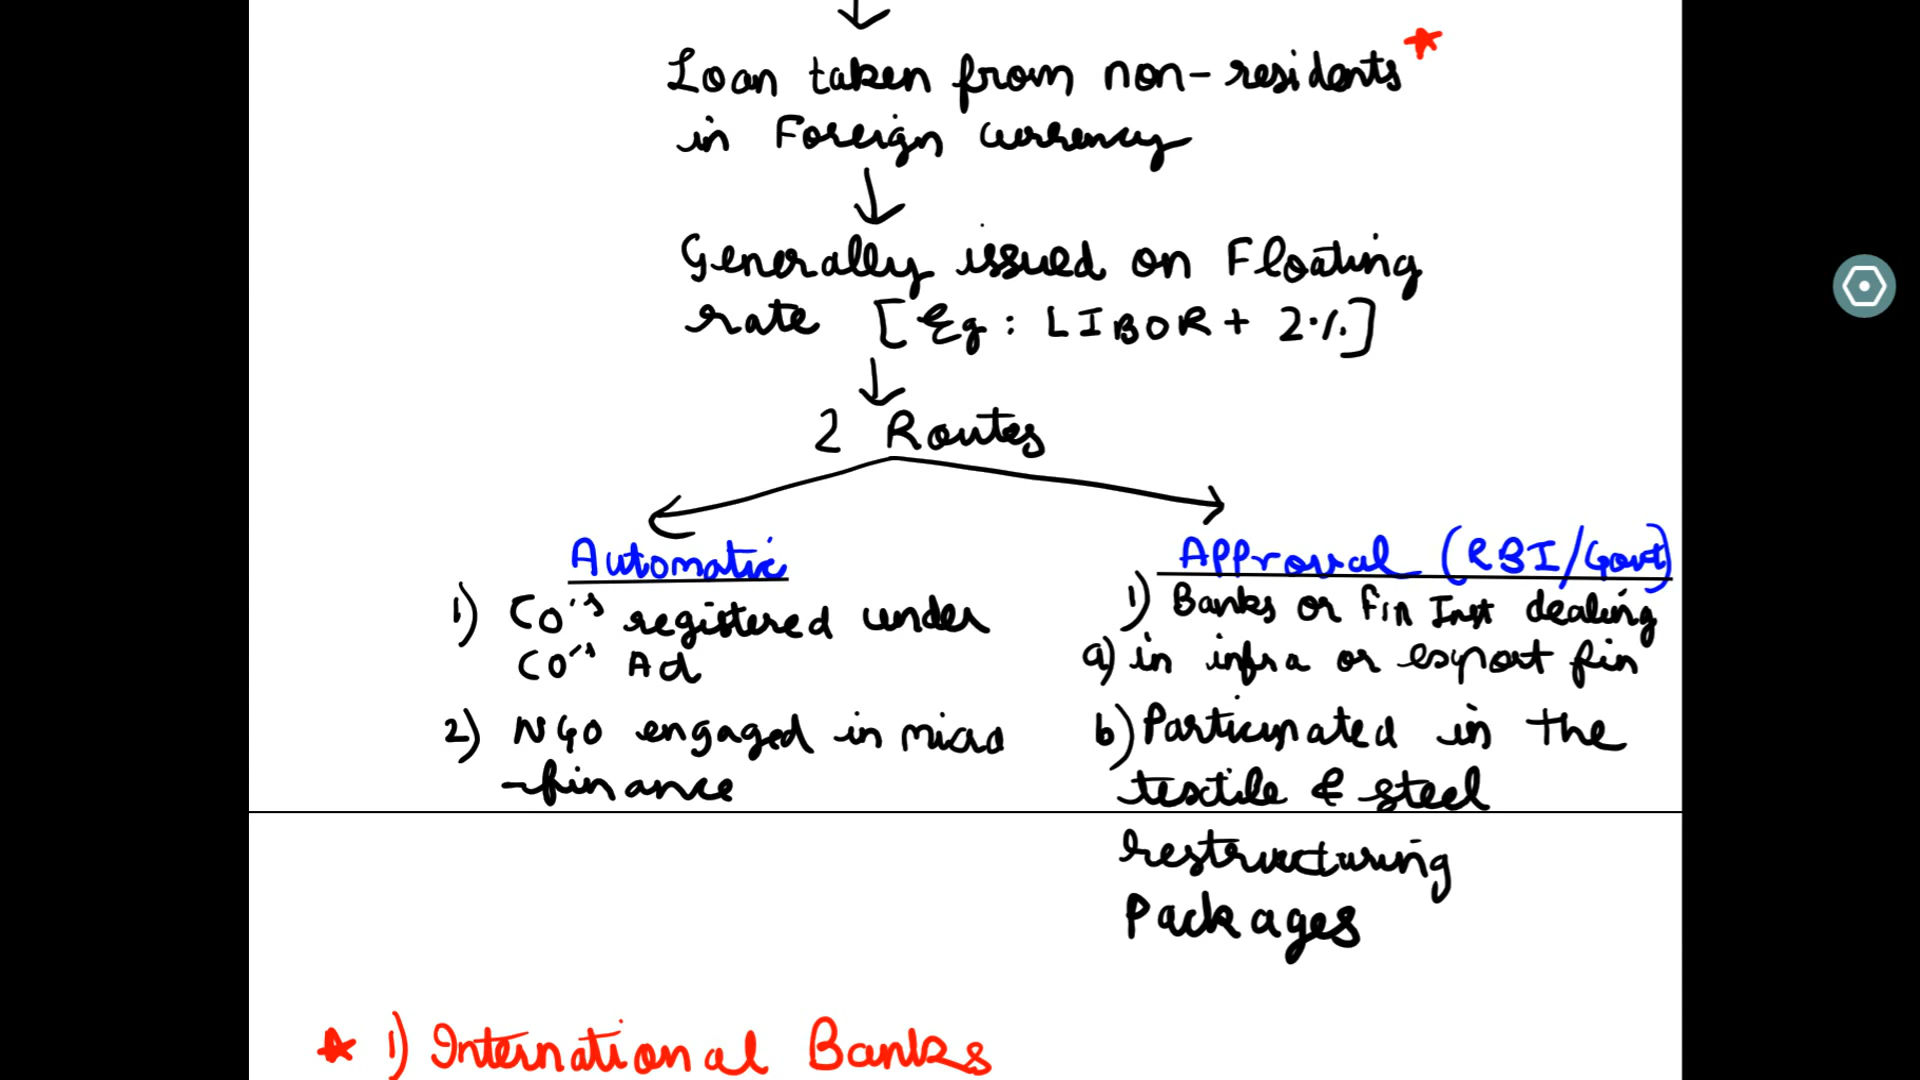 Loan taken from non-residents
in Foreign currency
Generally issued on Floating
rate [Eg: LIBOR + 2%]
2 Routes
Automatic
1) Co's registered under
Co's Act
2) NGO engaged in micro
-finance
Approval (RBI/Govt)
1) Banks or Fin Inst dealing
a) in infra or export fin
b) Participated in the
textile & steel
restructuring
Packages
1) International Banks